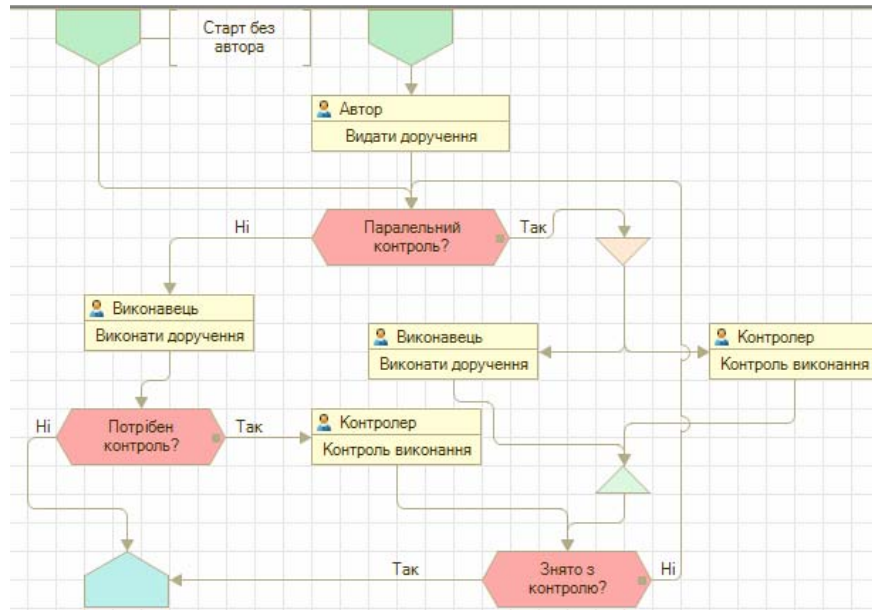 Старт без
автора
Автор
Видати доручення
Ні
Паралельний
контроль?
Так
Виконавець
Виконати доручення
Виконавець
Виконати доручення
Контролер
Контроль виконання
Ні
Потрібен
контроль?
Так
Контролер
Контроль виконання
Так
Знято з
контролю?
Ні